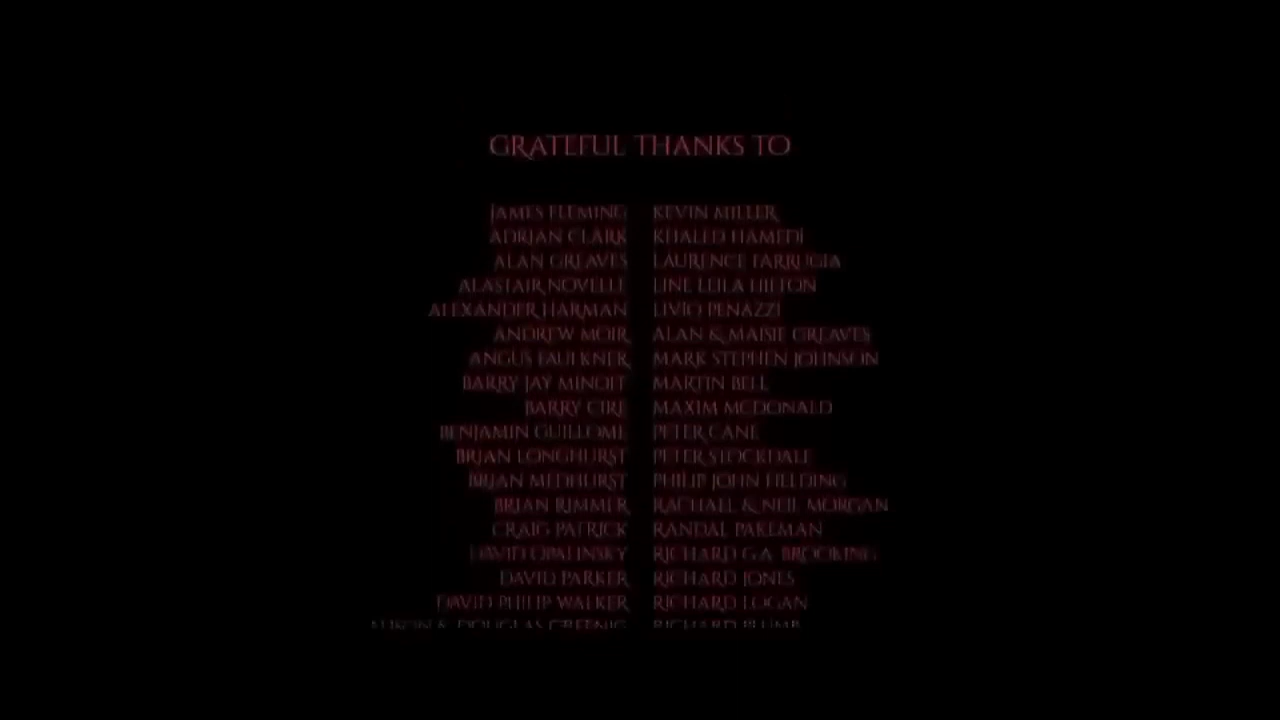 GRATEFUL THANKS TO
JAMES FLEMING KEVIN MILLER
ADRIAN CLARK KHALED HAMEDI
ALAN GREAVES LAURENCE FARRUGIA
ALASTAIR NOVELLE LINE LEILA HILTON
ALEXANDER HARMAN LIVIO PENAZZI
ANDREW MOIR ALAN & MAISIE GREAVES
ANGUS FAULKNER MARK STEPHEN JOHNSON
BARRY JAY MINOIT MARTIN BELL
BARRY MAXIM MCDONALD
BENJAMIN GUILLOME PETER CANE
BRIAN LONGHURST PETER STOCKDALE
BRIAN MEDHURST PHILIP JOHN FIELDING
BRIAN RIMMER RACHAEL & NEIL MORGAN
CRAIG PATRICK RANDAL PAKEMAN
DAVID OPALINSKY RICHARD G.A. BROOKING
DAVID PARKER RICHARD JONES
DAVID PHILIP WALKER RICHARD LOGAN
& DOUGLAS RICHARD PLUMB